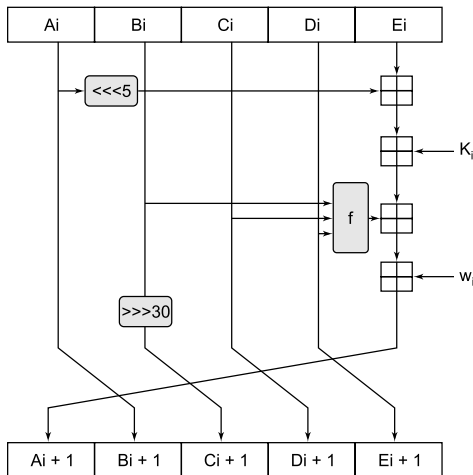 Ai Bi Ci Di Ei
<<<5
Ki
f
wi
>>>30
Ai + 1 Bi + 1 Ci + 1 Di + 1 Ei + 1